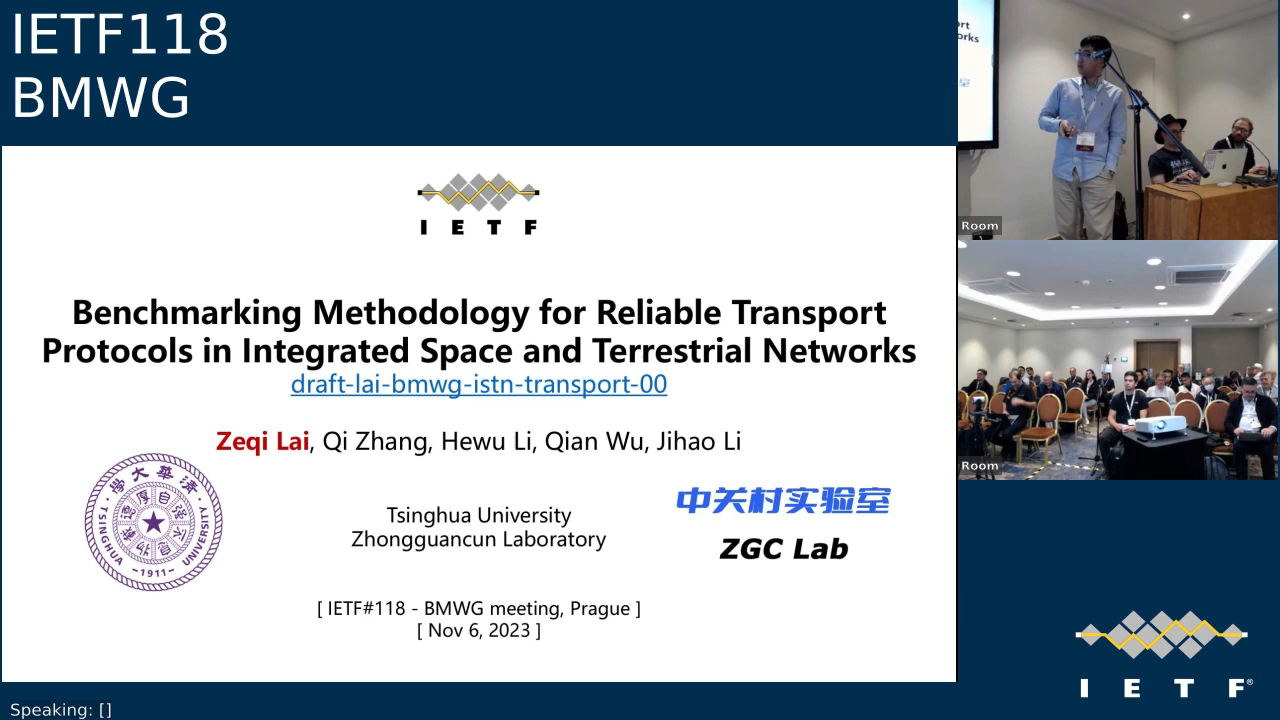 IETF118
BMWG
I E T F
Benchmarking Methodology for Reliable Transport
Protocols in Integrated Space and Terrestrial Networks
draft-lai-bmwg-istn-transport-00
Zeqi Lai, Qi Zhang, Hewu Li, Qian Wu, Jihao Li
TSINGHUA UNIVERSITY
-1911-
Tsinghua University
Zhongguancun Laboratory
中关村实验室
ZGC Lab
[ IETF#118 - BMWG meeting, Prague ]
[ Nov 6, 2023 ]
Speaking: []
Room
Room
I E T F®